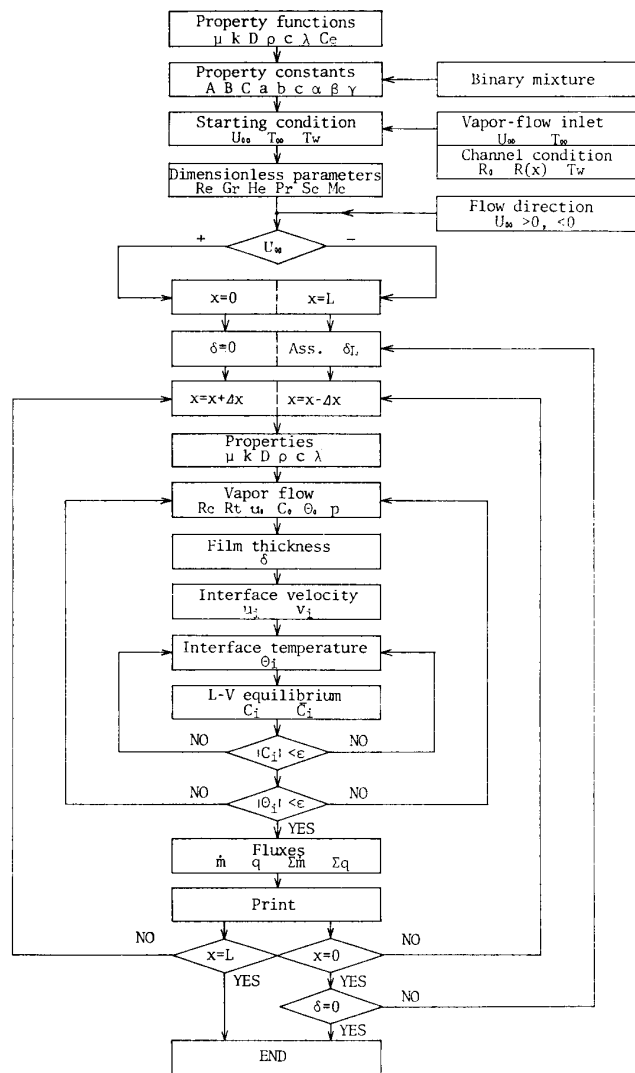 Property functions
μ k D ρ c λ Ce
Property constants
A B C a b c α β γ
Binary mixture
Starting condition
U∞ T∞ Tw
Vapor-flow inlet
U∞ T∞
Channel condition
R₀ R(x) Tw
Dimensionless parameters
Re Gr He Pr Sc Mc
Flow direction
U∞ >0, <0
+ U∞ −
x=0 x=L
δ=0 Ass. δL
x=x+Δx x=x-Δx
Properties
μ k D ρ c λ
Vapor flow
Rc Rt u₀ C₀ Θ₀ p
Film thickness
δ
Interface velocity
ui vi
Interface temperature
Θi
L-V equilibrium
Ci C̄i
NO |Ci| <ε NO
NO |Θi| <ε NO
YES
Fluxes
ṁ q Σṁ Σq
Print
NO x=L x=0 NO
YES YES
δ=0 NO
YES
END